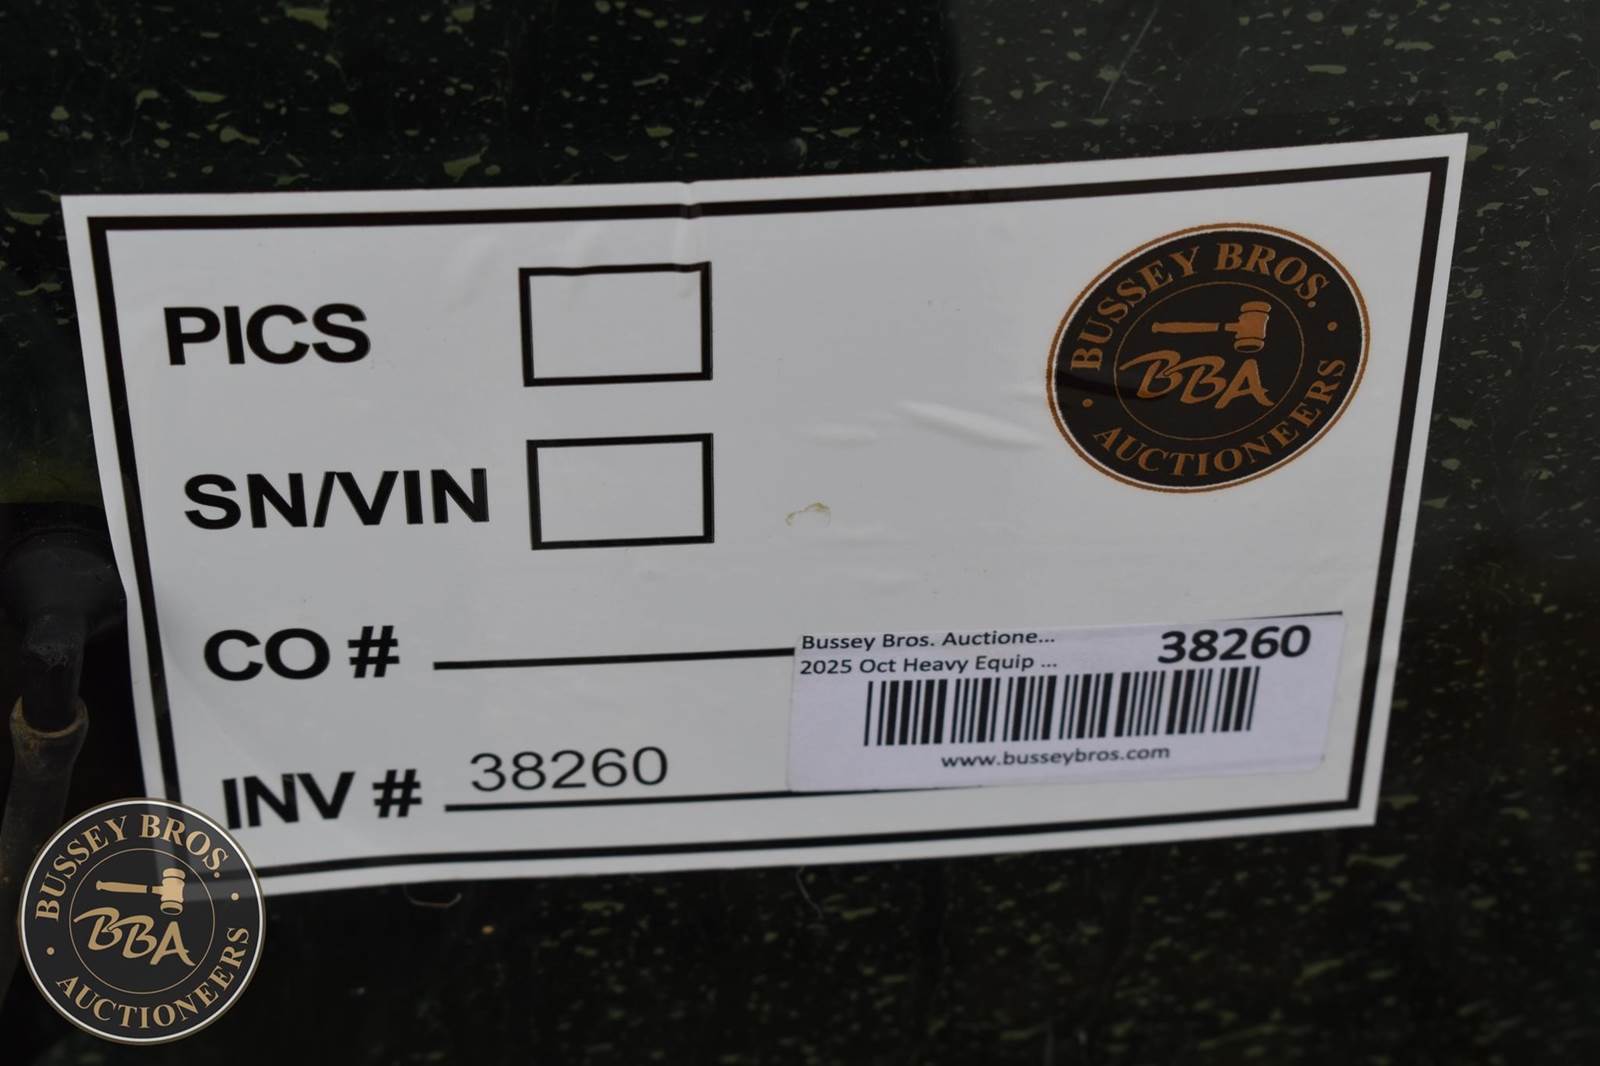 PICS
BUSSEY BROS.
BBA
AUCTIONEERS
SN/VIN
CO #
Bussey Bros. Auctione...
38260
2025 Oct Heavy Equip ...
www.busseybros.com
INV # 38260
BUSSEY BROS.
BBA
AUCTIONEERS